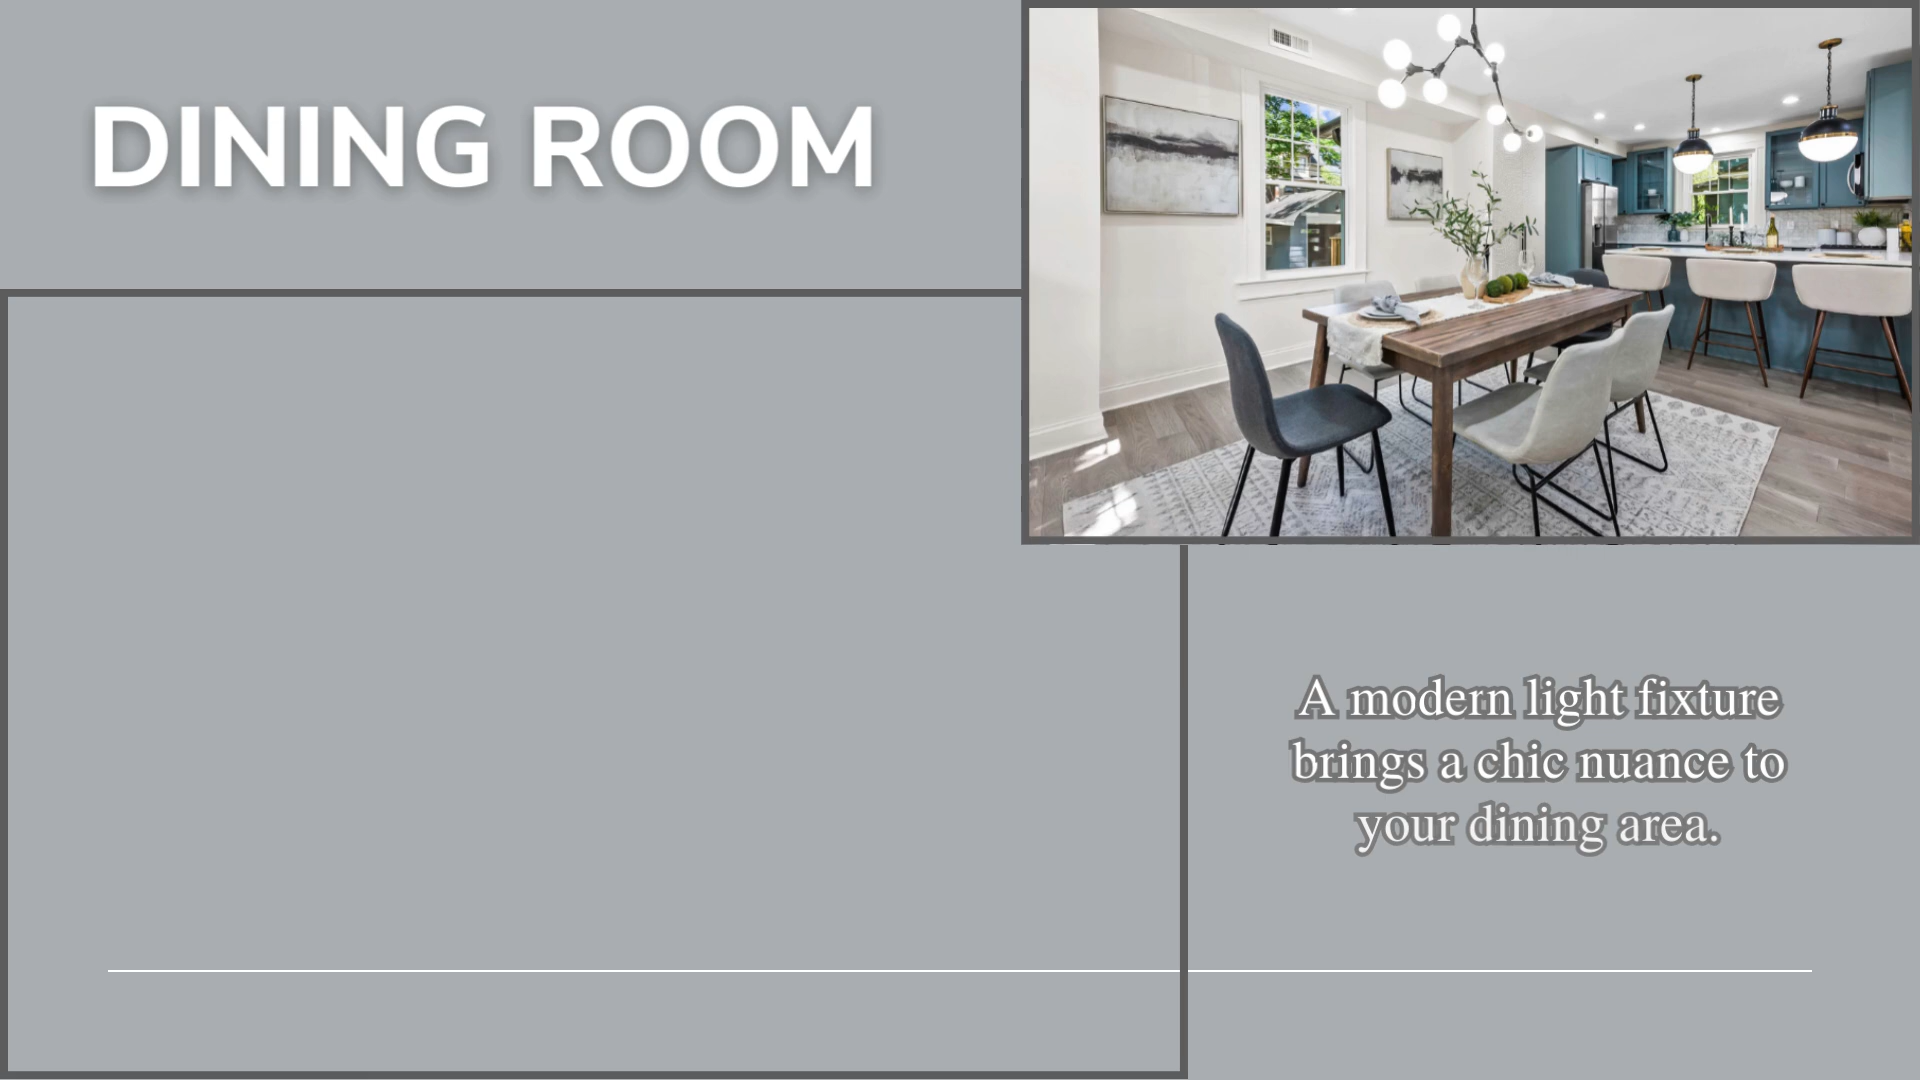 DINING ROOM
A modern light fixture
brings a chic nuance to
your dining area.